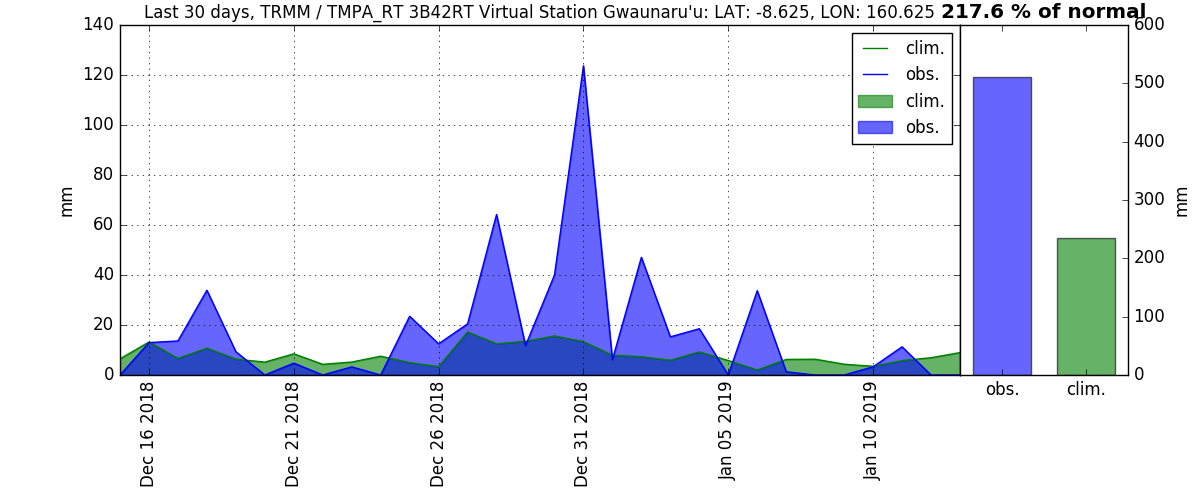 Last 30 days, TRMM / TMPA_RT 3B42RT Virtual Station Gwaunaru'u: LAT: -8.625, LON: 160.625 217.6 % of normal
140
120
100
80
60
40
20
0
mm
clim.
obs.
clim.
obs.
Dec 16 2018
Dec 21 2018
Dec 26 2018
Dec 31 2018
Jan 05 2019
Jan 10 2019
600
500
400
300
200
100
0
mm
obs.
clim.